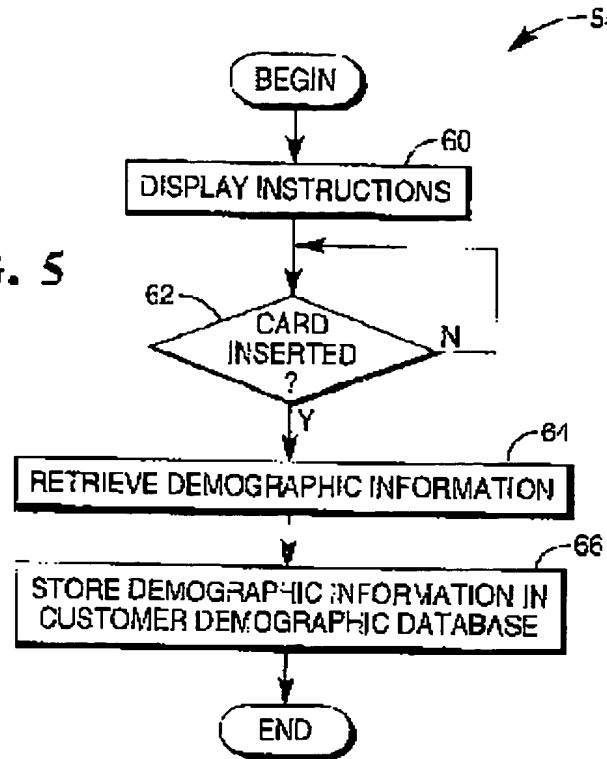 BEGIN
60
DISPLAY INSTRUCTIONS
. 5
62
CARD
INSERTED
?
N
Y
RETRIEVE DEMOGRAPHIC INFORMATION
66
STORE DEMOGRAPHIC INFORMATION IN
CUSTOMER DEMOGRAPHIC DATABASE
END